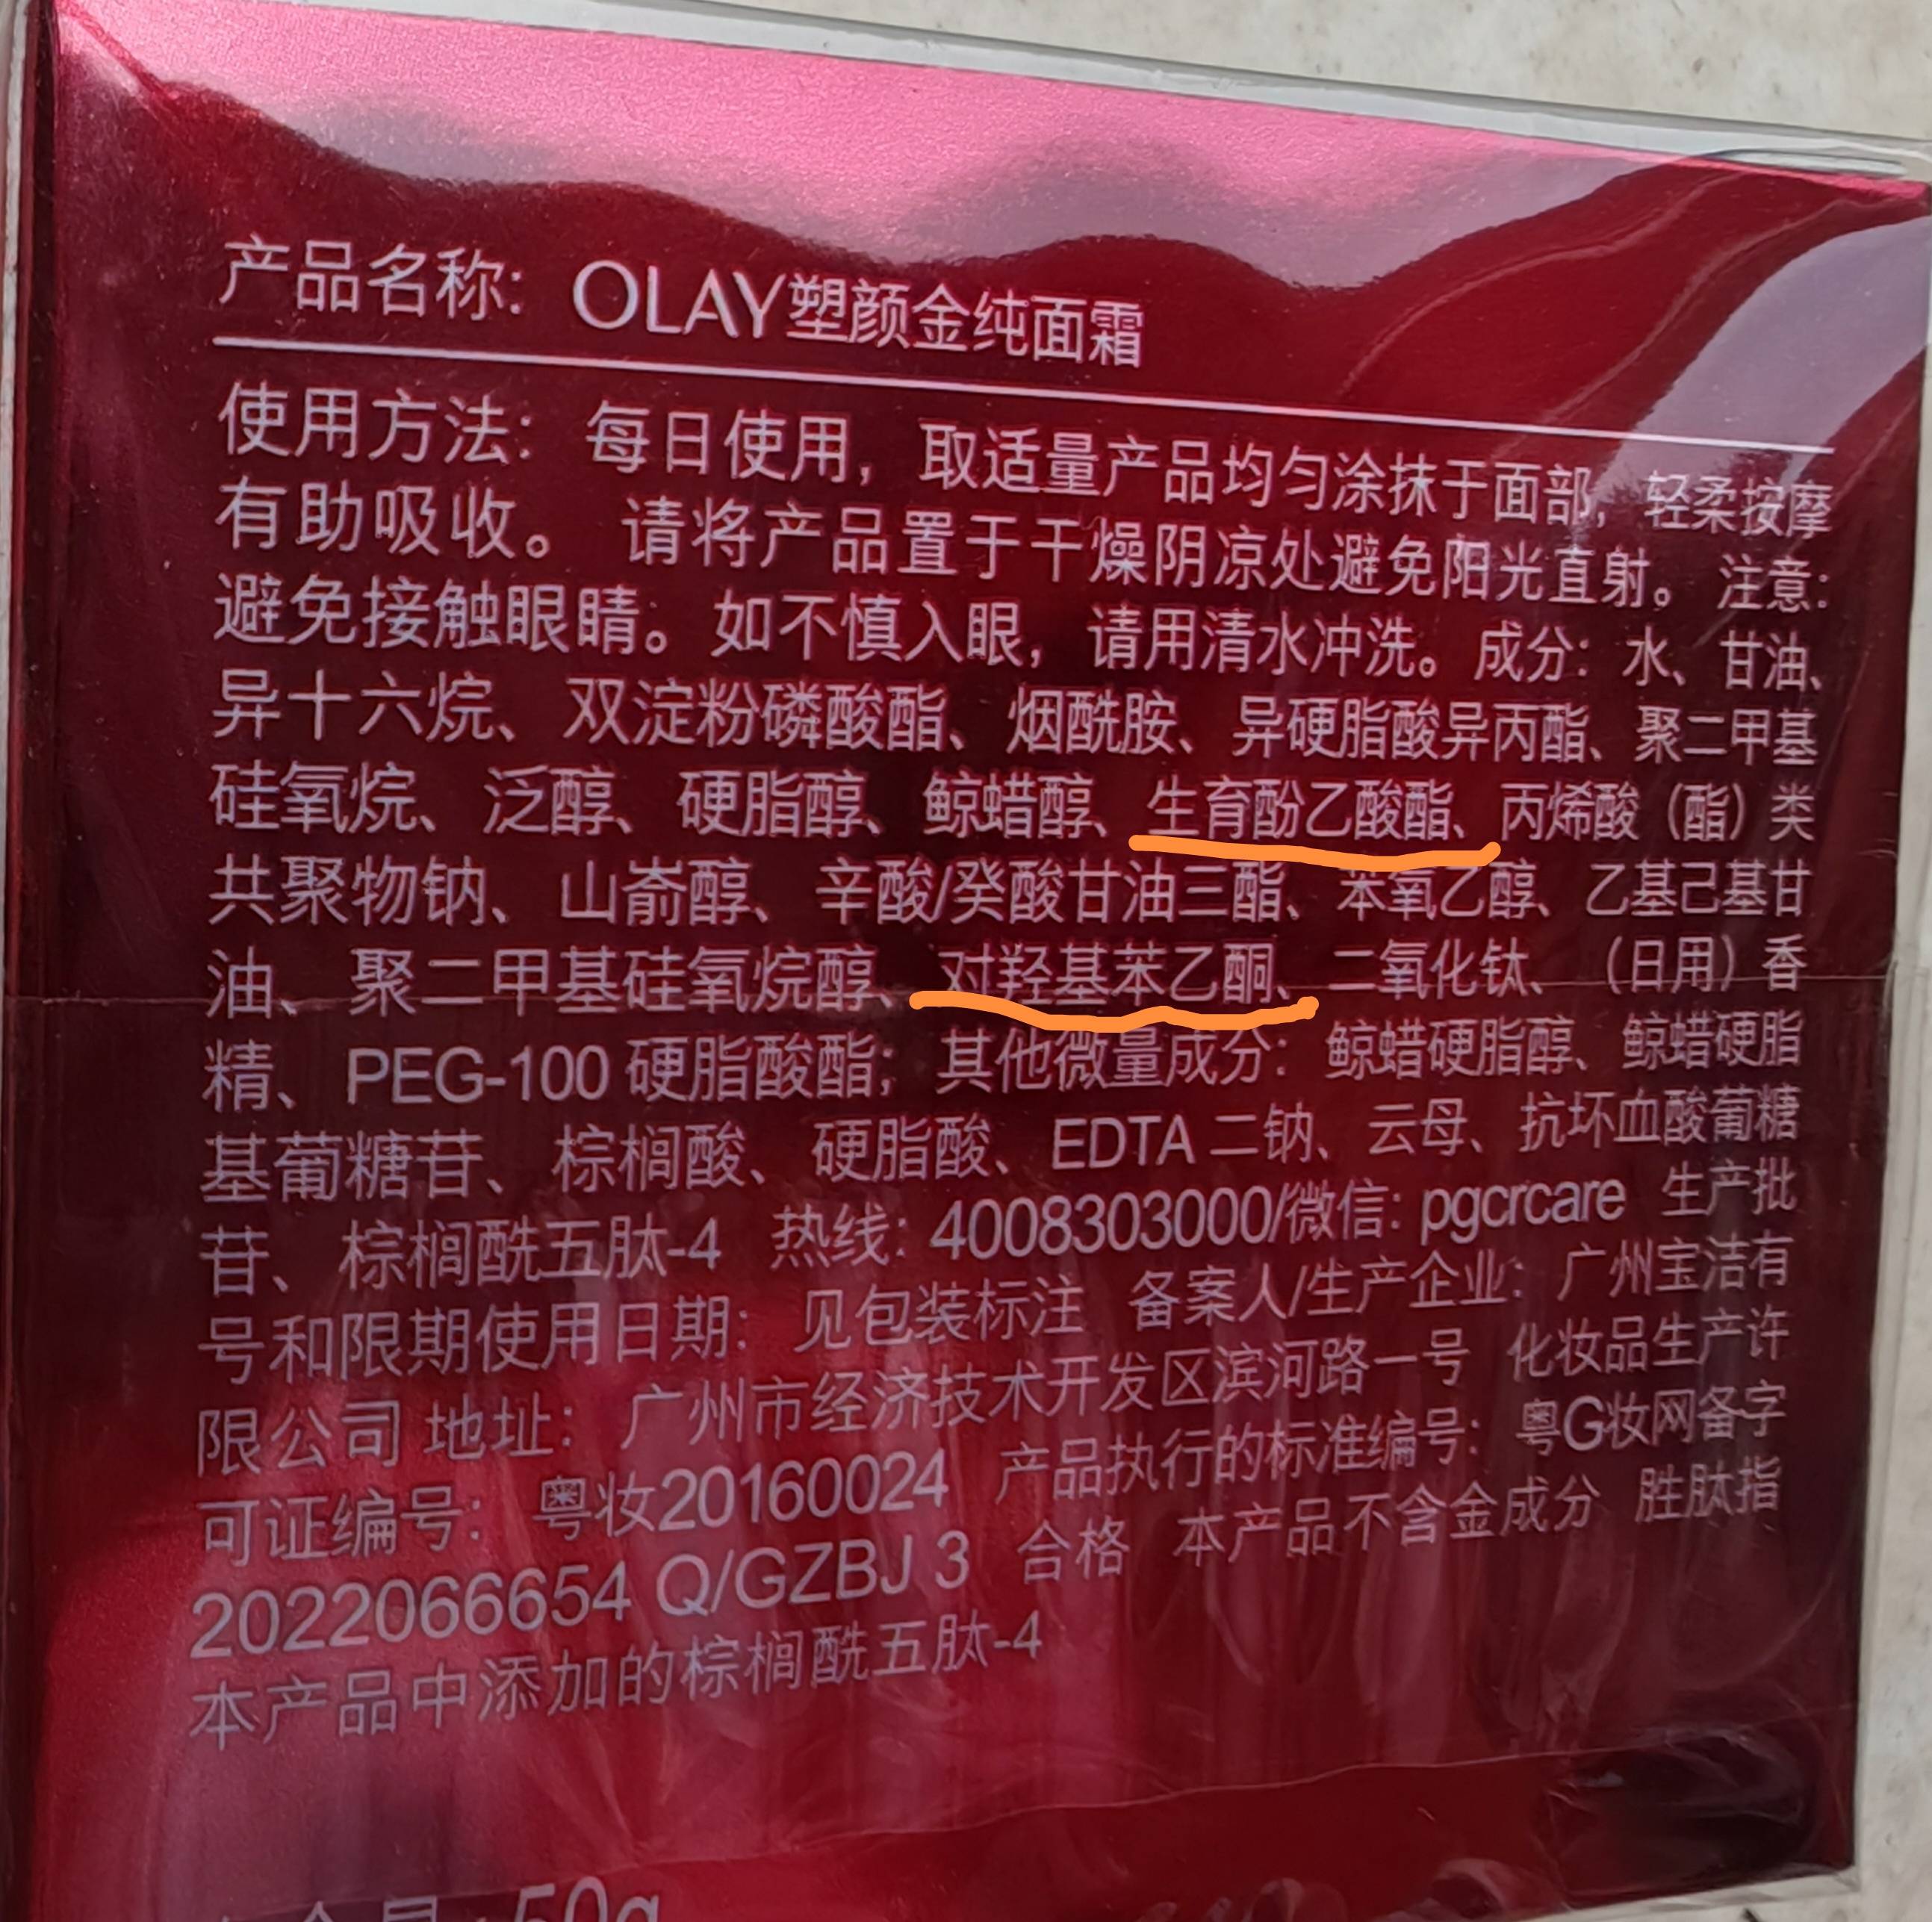 产品名称: OLAY塑颜金纯面霜
使用方法: 每日使用, 取适量产品均匀涂抹于面部, 轻柔按摩
有助吸收。 请将产品置于干燥阴凉处避免阳光直射。 注意:
避免接触眼睛。如不慎入眼, 请用清水冲洗。成分: 水、甘油、
异十六烷、双淀粉磷酸酯、烟酰胺、异硬脂酸异丙酯、聚二甲基
硅氧烷、泛醇、硬脂醇、鲸蜡醇、生育酚乙酸酯、丙烯酸（酯）类
共聚物钠、山嵛醇、辛酸/癸酸甘油三酯、苯氧乙醇、乙基己基甘
油、聚二甲基硅氧烷醇、对羟基苯乙酮、二氧化钛、（日用）香
精、PEG-100 硬脂酸酯; 其他微量成分: 鲸蜡硬脂醇、鲸蜡硬脂
基葡糖苷、棕榈酸、硬脂酸、EDTA 二钠、云母、抗坏血酸葡糖
苷、棕榈酰五肽-4 热线: 4008303000/微信: pgcrcare 生产批
号和限期使用日期: 见包装标注 备案人/生产企业: 广州宝洁有
限公司 地址: 广州市经济技术开发区滨河路一号 化妆品生产许
可证编号: 粤妆20160024 产品执行的标准编号: 粤G妆网备字
2022066654 Q/GZBJ 3 合格 本产品不含金成分 胜肽指
本产品中添加的棕榈酰五肽-4
50g